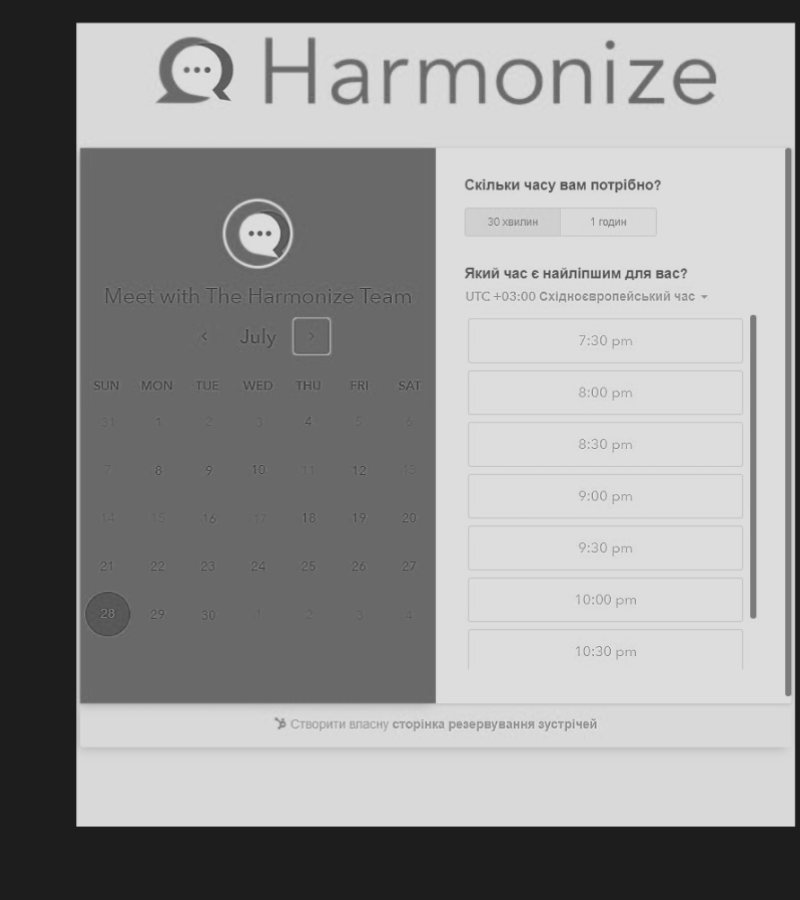 Harmonize
Meet with The Harmonize Team
July
SUN MON TUE WED THU FRI SAT
31 1 2 3 4 5 6
7 8 9 10 11 12 13
14 15 16 17 18 19 20
21 22 23 24 25 26 27
28 29 30 1 2 3 4
Скільки часу вам потрібно?
30 хвилин 1 годин
Який час є найліпшим для вас?
UTC +03:00 Східноєвропейський час
7:30 pm
8:00 pm
8:30 pm
9:00 pm
9:30 pm
10:00 pm
10:30 pm
Створити власну сторінка резервування зустрічей